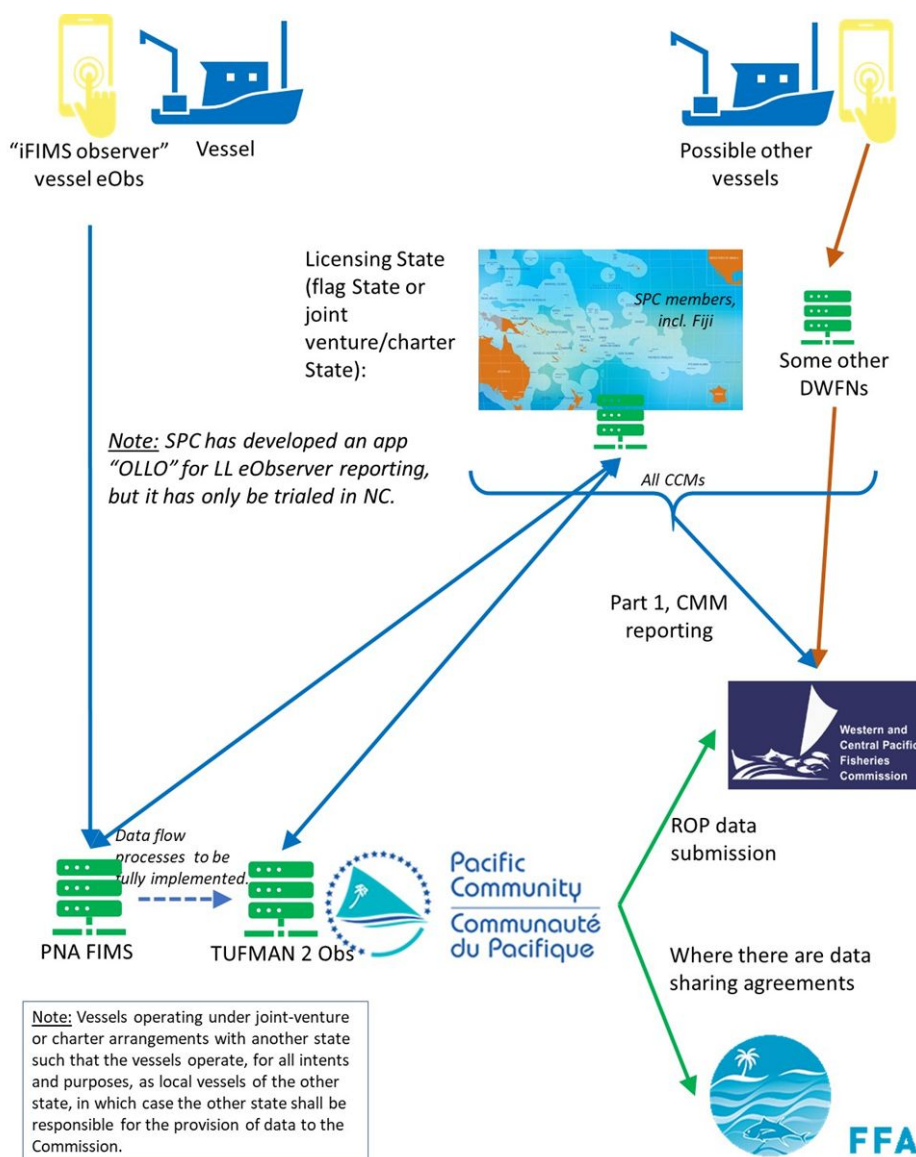 "iFIMS observer"
vessel eObs
Vessel
Possible other
vessels
Licensing State
(flag State or
joint
venture/charter
State):
SPC members,
incl. Fiji
Some other
DWFNs
Note: SPC has developed an app
"OLLO" for LL eObserver reporting,
but it has only be trialed in NC.
All CCMs
Part 1, CMM
reporting
Western and
Central Pacific
Fisheries
Commission
ROP data
submission
Data flow
processes to be
fully implemented.
PNA FIMS
TUFMAN 2 Obs
Pacific
Community
Communauté
du Pacifique
Where there are data
sharing agreements
Note: Vessels operating under joint-venture
or charter arrangements with another state
such that the vessels operate, for all intents
and purposes, as local vessels of the other
state, in which case the other state shall be
responsible for the provision of data to the
Commission.
FFA